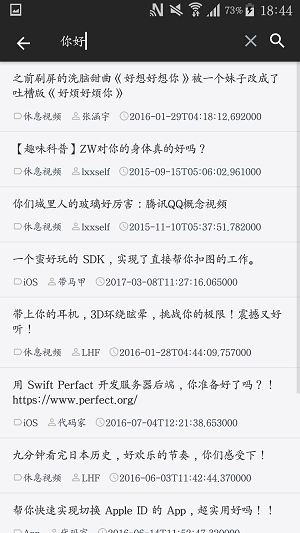 73% 18:44
你好
之前刷屏的洗脑甜曲《好想好想你》被一个妹子改成了
吐槽版《好烦好烦你》
休息视频 张涵宇 2016-01-29T04:18:12.692000
【趣味科普】ZW对你的身体真的好吗？
休息视频 lxxself 2015-09-15T05:06:02.961000
你们城里人的玻璃好厉害：腾讯QQ概念视频
休息视频 lxxself 2015-11-10T05:37:51.782000
一个蛮好玩的 SDK，实现了直接帮你扣图的工作。
iOS 带马甲 2017-03-08T11:27:16.065000
带上你的耳机，3D环绕眩晕，挑战你的极限！震撼又好
听！
休息视频 LHF 2016-01-28T04:44:09.757000
用 Swift Perfact 开发服务器后端，你准备好了吗？！
https://www.perfect.org/
iOS 代码家 2016-07-04T12:21:38.653000
九分钟看完日本历史，好欢乐的节奏，你们感受下！
休息视频 LHF 2016-06-03T11:42:44.370000
帮你快速实现切换 Apple ID 的 App，超实用好吗！！
App 代码家